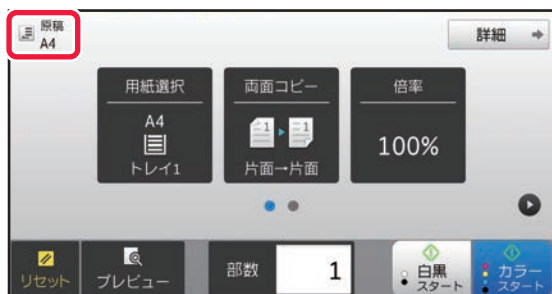 原稿
A4
詳細
用紙選択
A4
トレイ1
両面コピー
1 1
片面→片面
倍率
100%
リセット
プレビュー
部数
1
白黒
スタート
カラー
スタート